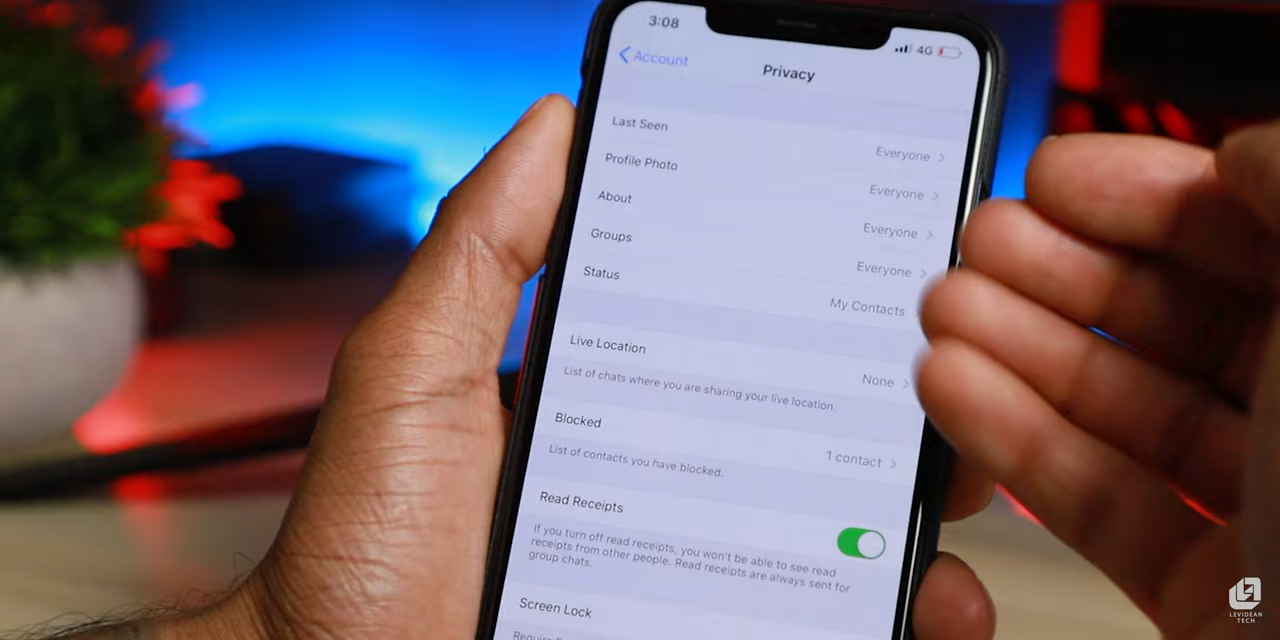 3:08
4G
Account
Privacy
Last Seen
Everyone
Profile Photo
Everyone
About
Everyone
Groups
Everyone
Status
My Contacts
Live Location
None
List of chats where you are sharing your live location.
Blocked
1 contact
List of contacts you have blocked.
Read Receipts
If you turn off read receipts, you won't be able to see read
receipts from other people. Read receipts are always sent for
group chats.
Screen Lock
Require
LEVIDEAN
TECH